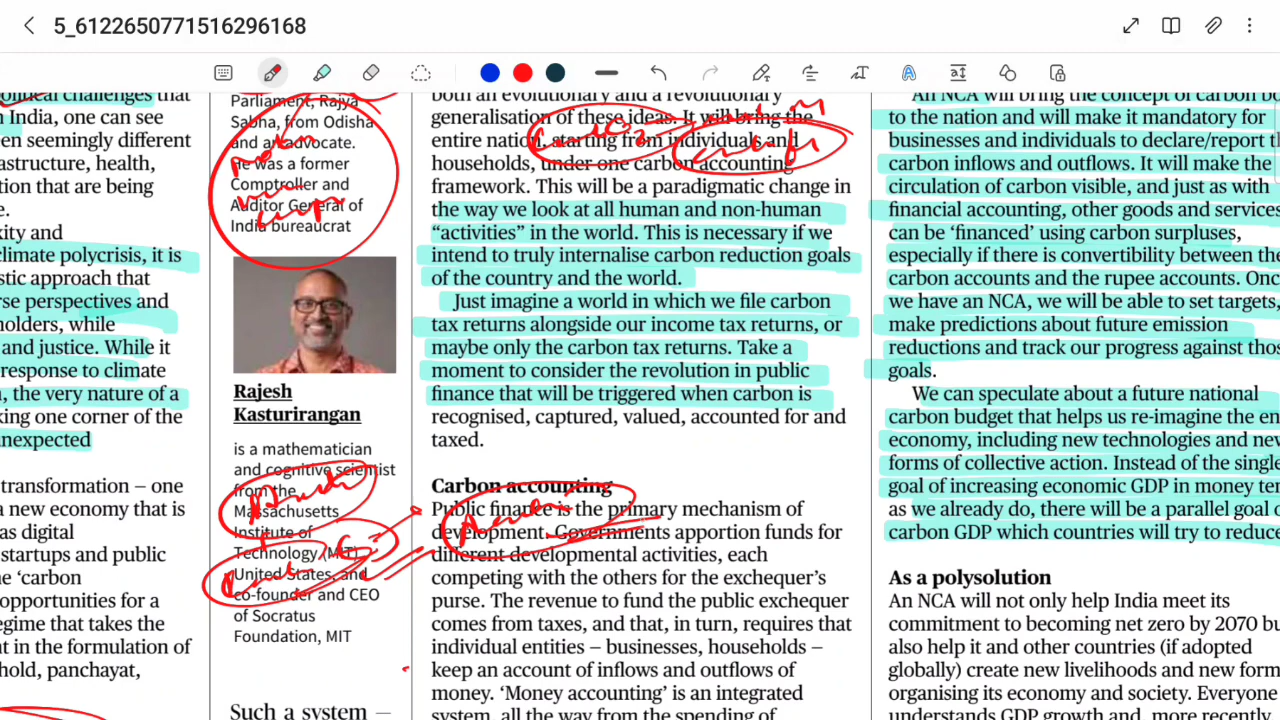 5_6122650771516296168
political challenges that
n India, one can see
en seemingly different
astructure, health,
tion that are being
e.
xity and
climate polycrisis, it is
istic approach that
rse perspectives and
holders, while
and justice. While it
response to climate
n, the very nature of a
king one corner of the
unexpected
transformation – one
a new economy that is
as digital
startups and public
ne ‘carbon
opportunities for a
egime that takes the
nt in the formulation of
hold, panchayat,
Parliament, Rajya
Sabha, from Odisha
and an advocate.
He was a former
Comptroller and
Auditor General of
India bureaucrat
Rajesh
Kasturirangan
is a mathematician
and cognitive scientist
from the
Massachusetts
Institute of
Technology (MIT)
United States, and
co-founder and CEO
of Socratus
Foundation, MIT
Such a system —
both an evolutionary and a revolutionary
generalisation of these ideas. It will bring the
entire nation, starting from individuals and
households, under one carbon accounting
framework. This will be a paradigmatic change in
the way we look at all human and non-human
“activities” in the world. This is necessary if we
intend to truly internalise carbon reduction goals
of the country and the world.
Just imagine a world in which we file carbon
tax returns alongside our income tax returns, or
maybe only the carbon tax returns. Take a
moment to consider the revolution in public
finance that will be triggered when carbon is
recognised, captured, valued, accounted for and
taxed.
Carbon accounting
Public finance is the primary mechanism of
development. Governments apportion funds for
different developmental activities, each
competing with the others for the exchequer’s
purse. The revenue to fund the public exchequer
comes from taxes, and that, in turn, requires that
individual entities – businesses, households –
keep an account of inflows and outflows of
money. ‘Money accounting’ is an integrated
system, all the way from the spending of
An NCA will bring the concept of carbon bo
to the nation and will make it mandatory for
businesses and individuals to declare/report th
carbon inflows and outflows. It will make the
circulation of carbon visible, and just as with
financial accounting, other goods and services
can be ‘financed’ using carbon surpluses,
especially if there is convertibility between the
carbon accounts and the rupee accounts. Onc
we have an NCA, we will be able to set targets,
make predictions about future emission
reductions and track our progress against thos
goals.
We can speculate about a future national
carbon budget that helps us re-imagine the en
economy, including new technologies and new
forms of collective action. Instead of the single
goal of increasing economic GDP in money ter
as we already do, there will be a parallel goal o
carbon GDP which countries will try to reduce
As a polysolution
An NCA will not only help India meet its
commitment to becoming net zero by 2070 bu
also help it and other countries (if adopted
globally) create new livelihoods and new form
organising its economy and society. Everyone
understands GDP growth and, more recently